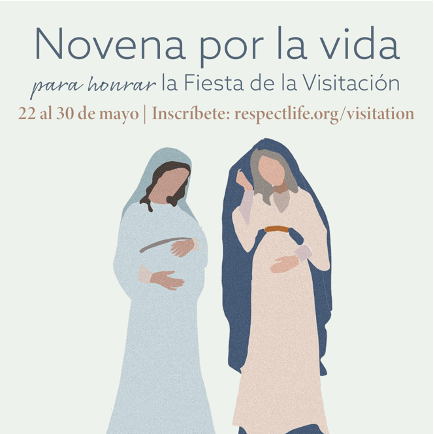 Novena por la vida
para honrar la Fiesta de la Visitación
22 al 30 de mayo | Inscríbete: respectlife.org/visitation